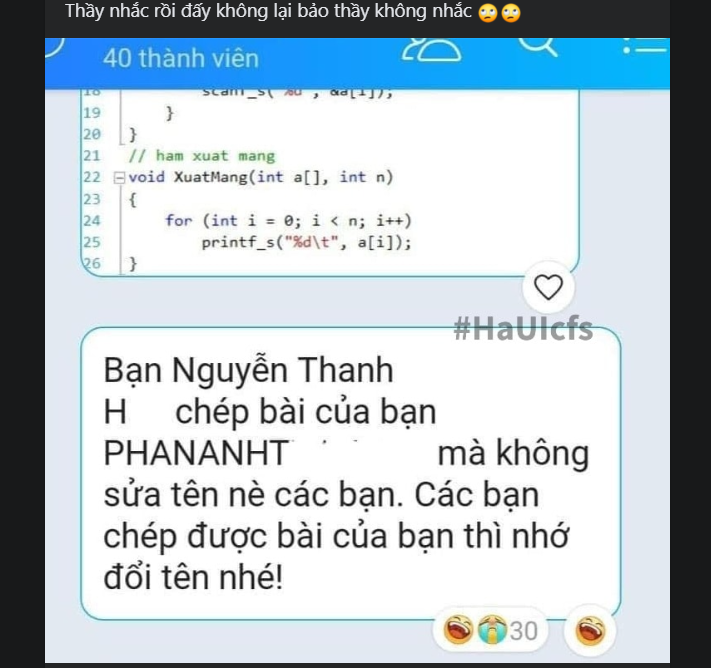 Thầy nhắc rồi đấy không lại bảo thầy không nhắc 🙄🙄
40 thành viên
18 scanf_s("%d", &a[i]);
19 }
20 }
21 // ham xuat mang
22 void XuatMang(int a[], int n)
23 {
24 for (int i = 0; i < n; i++)
25 printf_s("%d\t", a[i]);
26 }
#HaUIcfs
Bạn Nguyễn Thanh
H chép bài của bạn
PHANANHT mà không
sửa tên nè các bạn. Các bạn
chép được bài của bạn thì nhớ
đổi tên nhé!
30